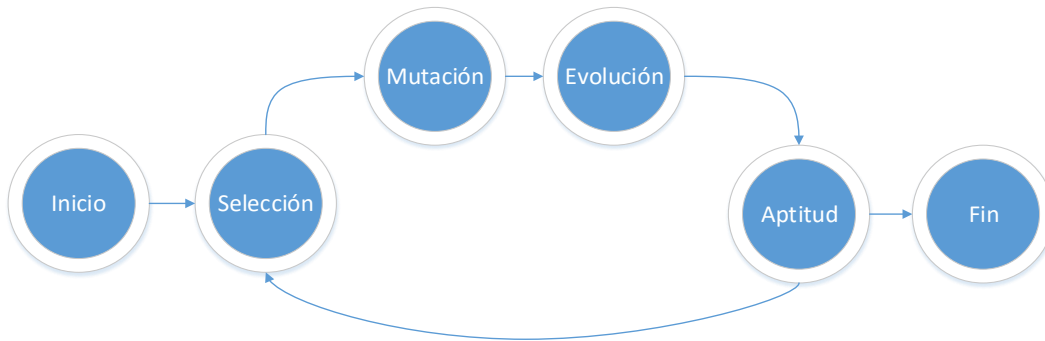 Inicio
Selección
Mutación
Evolución
Aptitud
Fin